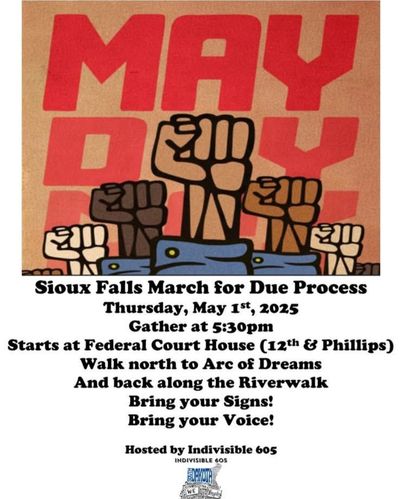 MAY
DAY
Sioux Falls March for Due Process
Thursday, May 1st, 2025
Gather at 5:30pm
Starts at Federal Court House (12th & Phillips)
Walk north to Arc of Dreams
And back along the Riverwalk
Bring your Signs!
Bring your Voice!
Hosted by Indivisible 605
INDIVISIBLE 605
DAKOTA